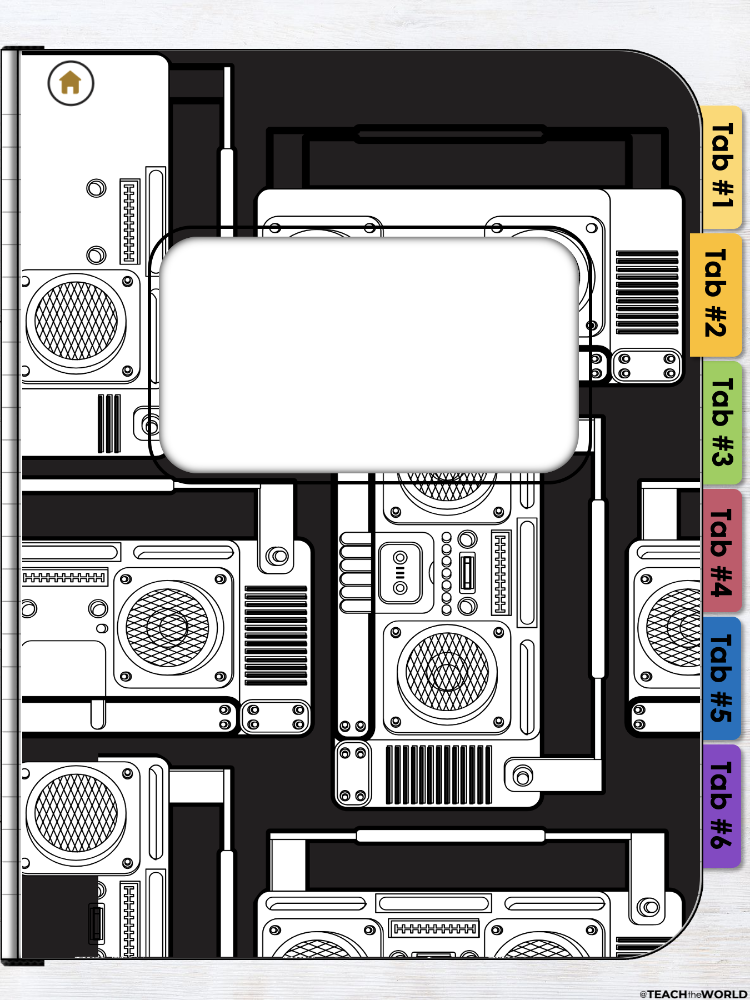 Tab #1
Tab #2
Tab #3
Tab #4
Tab #5
Tab #6
@TEACHtheWORLD